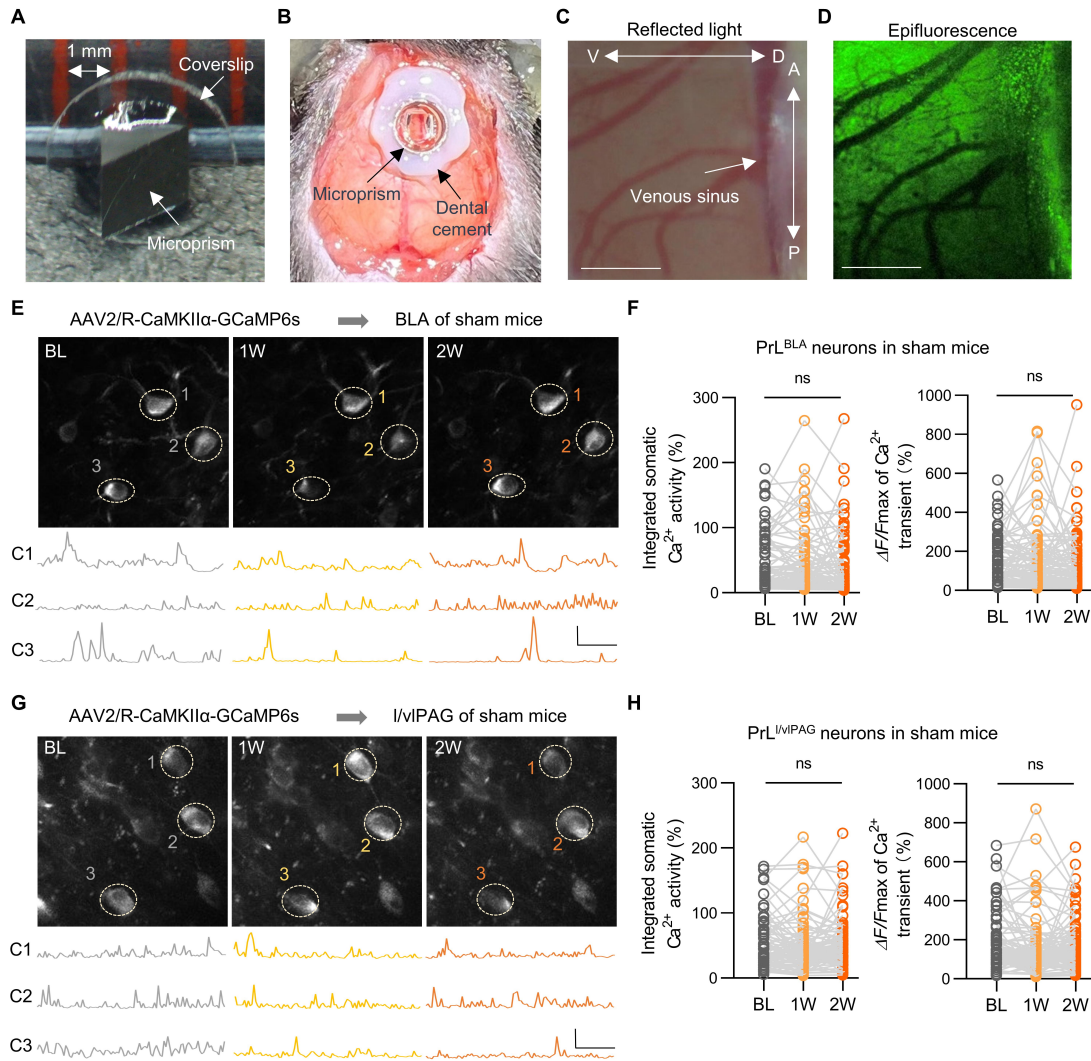 A
1 mm
Coverslip
Microprism
B
Microprism
Dental
cement
C
Reflected light
V
D
A
Venous sinus
P
D
Epifluorescence
E
AAV2/R-CaMKIIα-GCaMP6s
BLA of sham mice
BL
1
2
3
1W
1
2
3
2W
1
2
3
C1
C2
C3
F
PrL^BLA neurons in sham mice
Integrated somatic
Ca²⁺ activity (%)
300
200
100
0
ns
BL
1W
2W
ΔF/Fmax of Ca²⁺
transient (%)
1000
800
600
400
200
0
ns
BL
1W
2W
G
AAV2/R-CaMKIIα-GCaMP6s
l/vlPAG of sham mice
BL
1
2
3
1W
1
2
3
2W
1
2
3
C1
C2
C3
H
PrL^l/vlPAG neurons in sham mice
Integrated somatic
Ca²⁺ activity (%)
300
200
100
0
ns
BL
1W
2W
ΔF/Fmax of Ca²⁺
transient (%)
1000
800
600
400
200
0
ns
BL
1W
2W